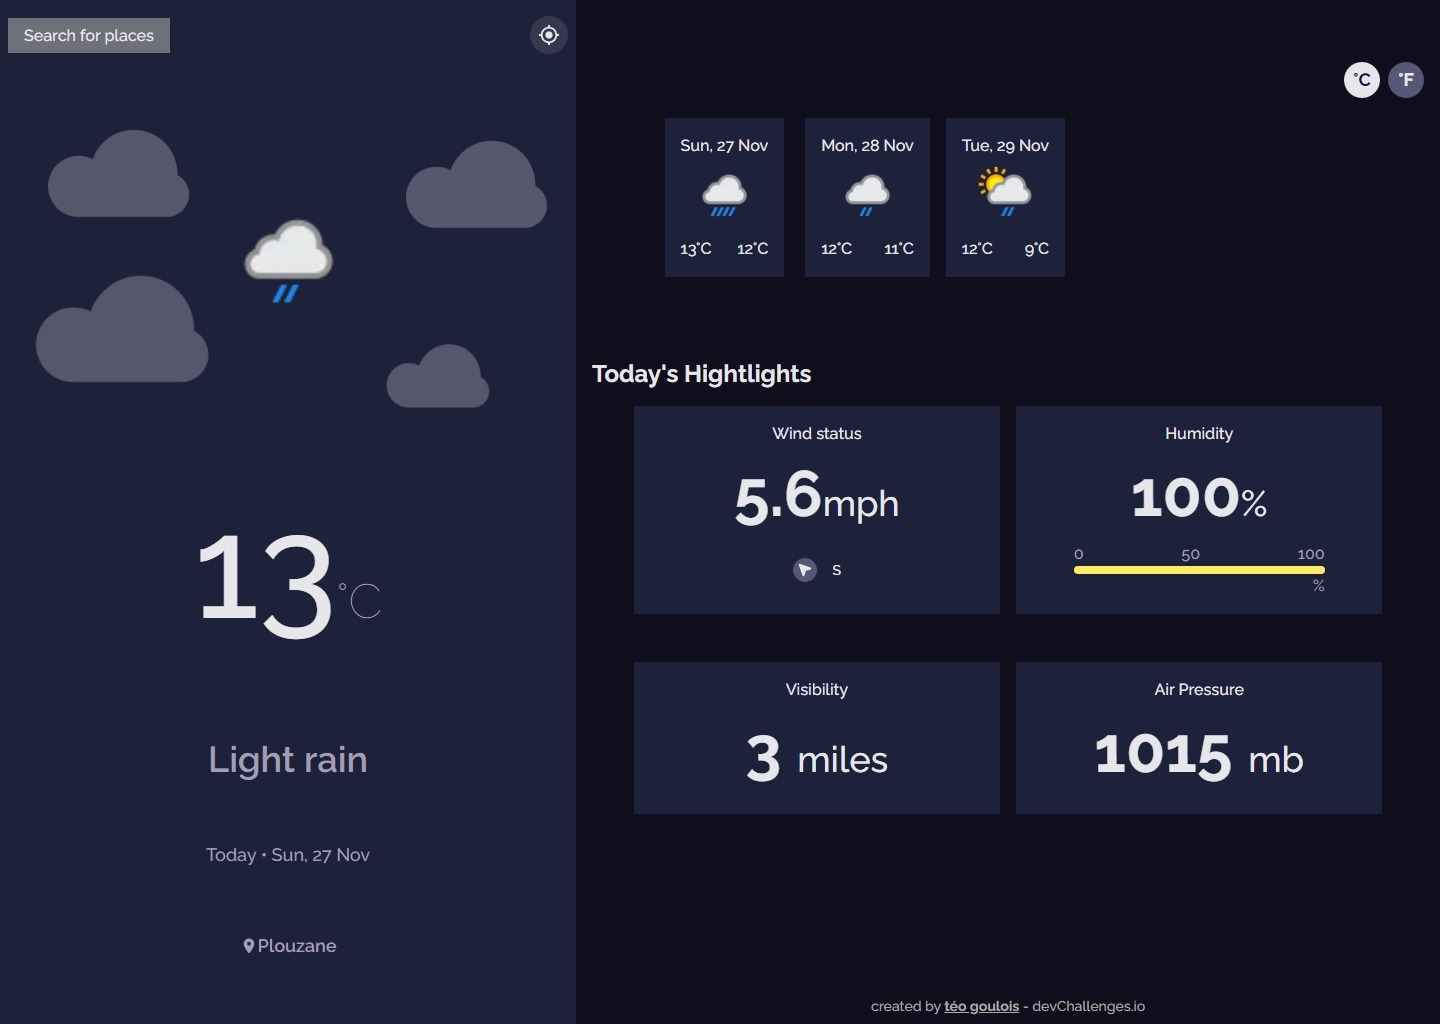 Search for places
13°C
Light rain
Today • Sun, 27 Nov
Plouzane
°C °F
Sun, 27 Nov Mon, 28 Nov Tue, 29 Nov
13°C 12°C 12°C 11°C 12°C 9°C
Today's Hightlights
Wind status
5.6mph
S
Humidity
100%
0 50 100
%
Visibility
3 miles
Air Pressure
1015 mb
created by téo goulois - devChallenges.io